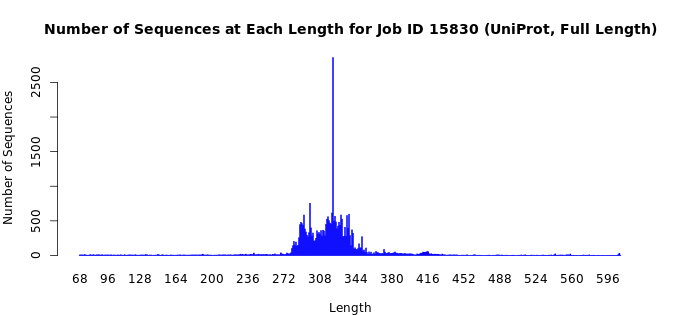 Number of Sequences at Each Length for Job ID 15830 (UniProt, Full Length)
Number of Sequences
2500
1500
500
0
68 96 128 164 200 236 272 308 344 380 416 452 488 524 560 596
Length